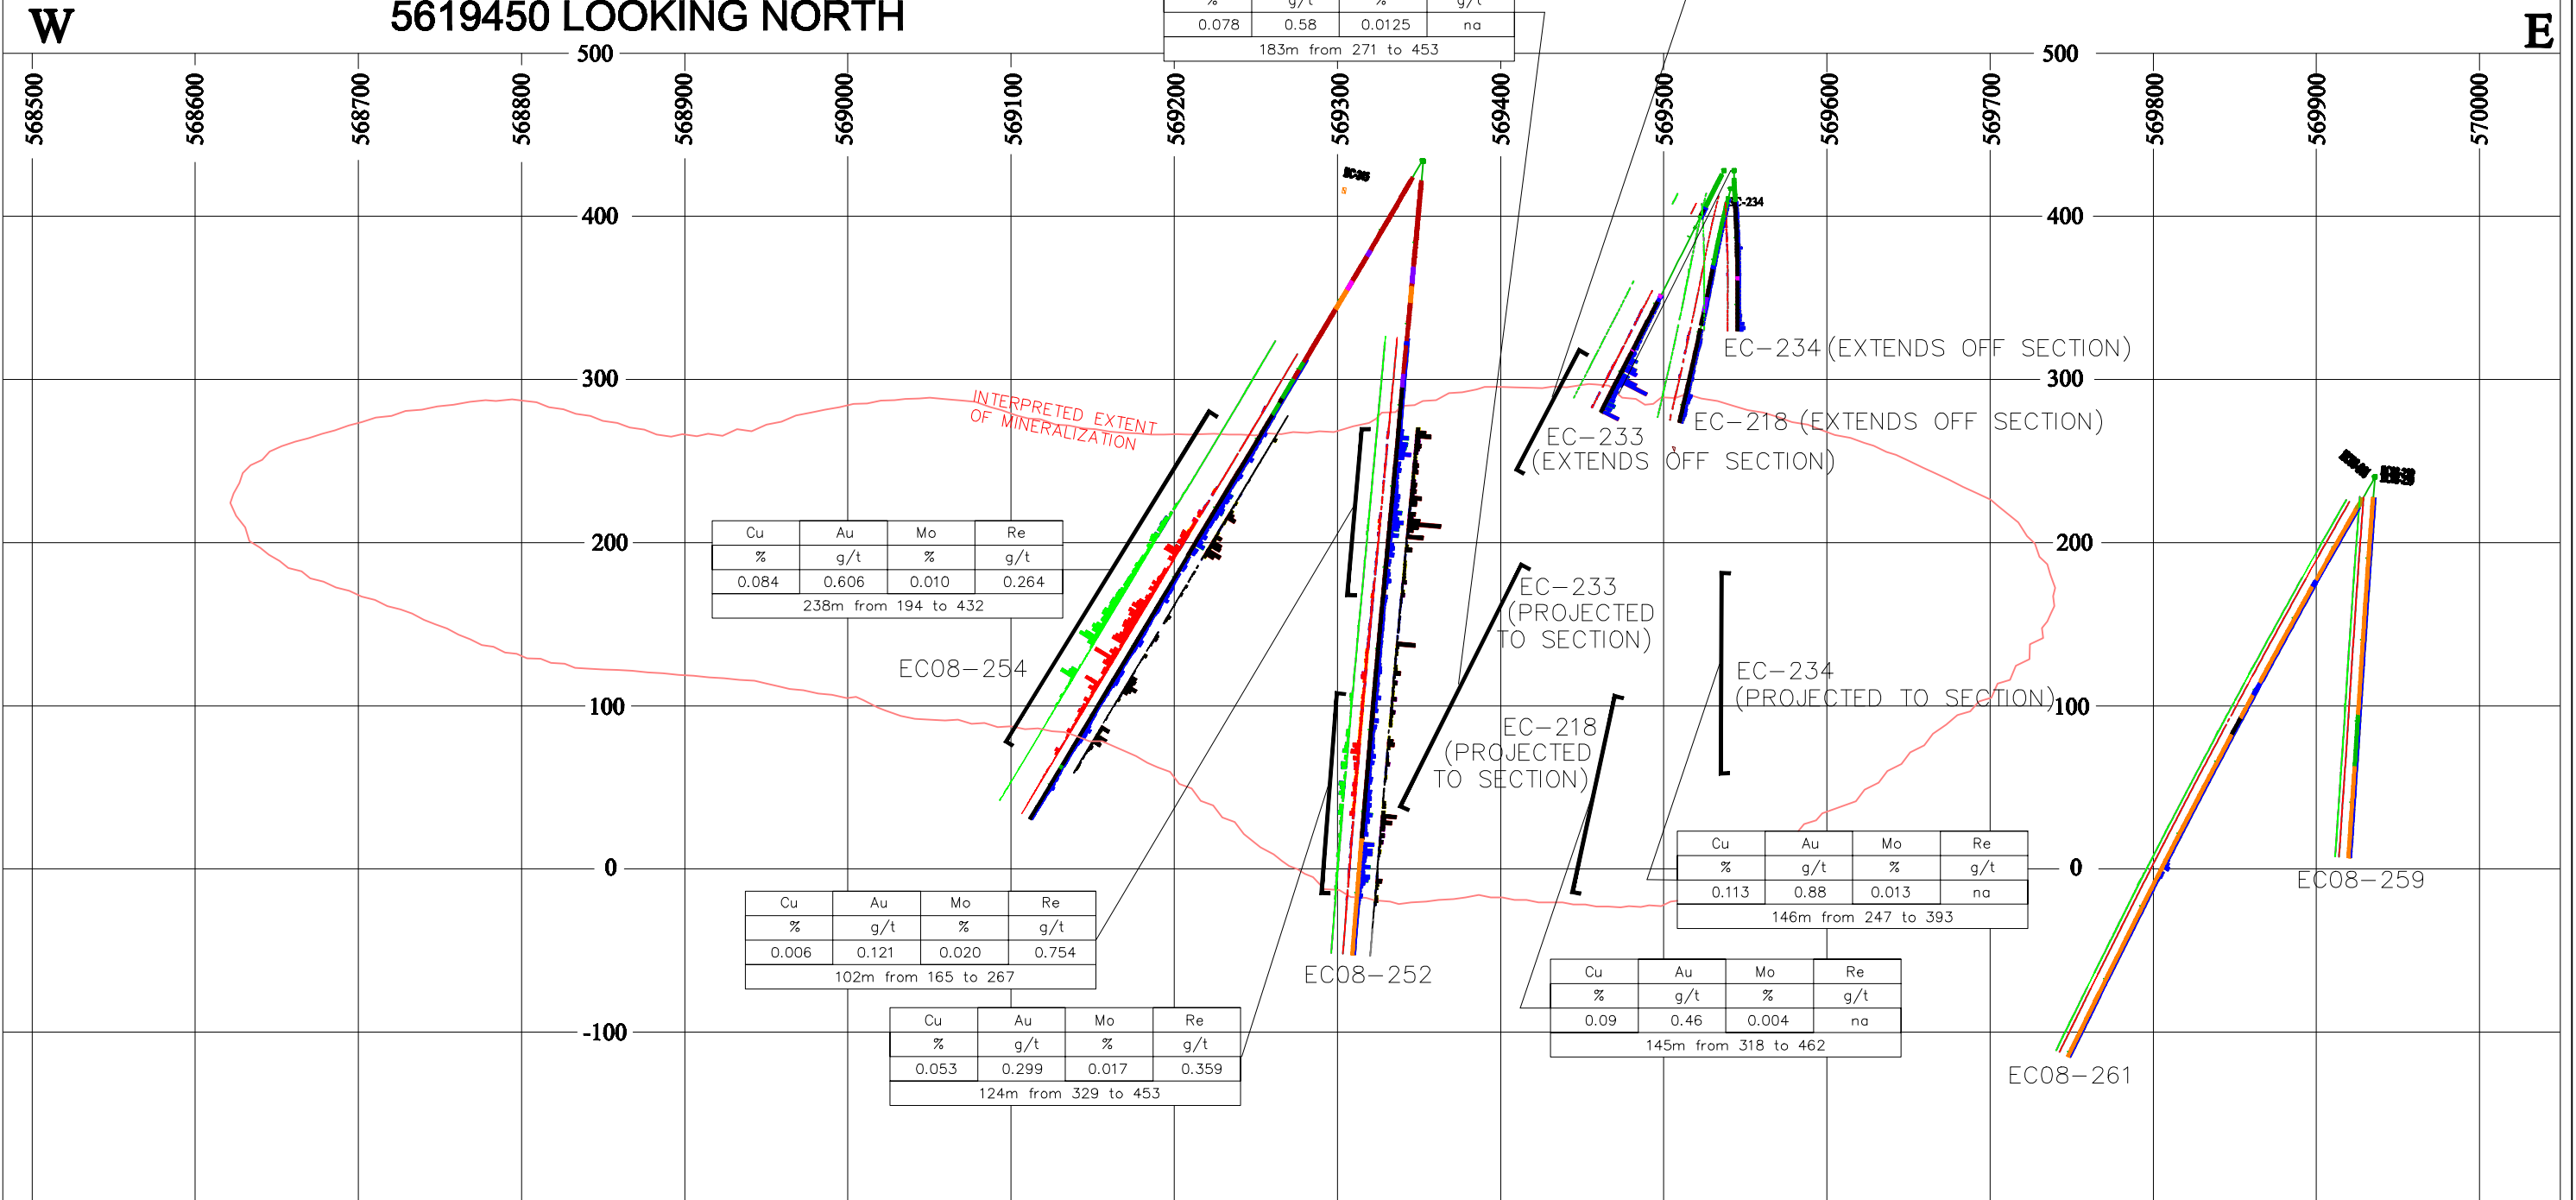 W
5619450 LOOKING NORTH
E
% g/t % g/t
0.078 0.58 0.0125 na
183m from 271 to 453
500 500
568500 568600 568700 568800 568900 569000 569100 569200 569300 569400 569500 569600 569700 569800 569900 570000
EC-234
400 400
EC-234 (EXTENDS OFF SECTION)
300 300
INTERPRETED EXTENT
OF MINERALIZATION
EC-218 (EXTENDS OFF SECTION)
EC-233
(EXTENDS OFF SECTION)
200 200
Cu Au Mo Re
% g/t % g/t
0.084 0.606 0.010 0.264
238m from 194 to 432
EC-233
(PROJECTED
TO SECTION)
EC08-254
EC-234
(PROJECTED TO SECTION)
100 100
EC-218
(PROJECTED
TO SECTION)
0 0
Cu Au Mo Re
% g/t % g/t
0.113 0.88 0.013 na
146m from 247 to 393
EC08-259
Cu Au Mo Re
% g/t % g/t
0.006 0.121 0.020 0.754
102m from 165 to 267
EC08-252
Cu Au Mo Re
% g/t % g/t
0.09 0.46 0.004 na
145m from 318 to 462
-100
Cu Au Mo Re
% g/t % g/t
0.053 0.299 0.017 0.359
124m from 329 to 453
EC08-261